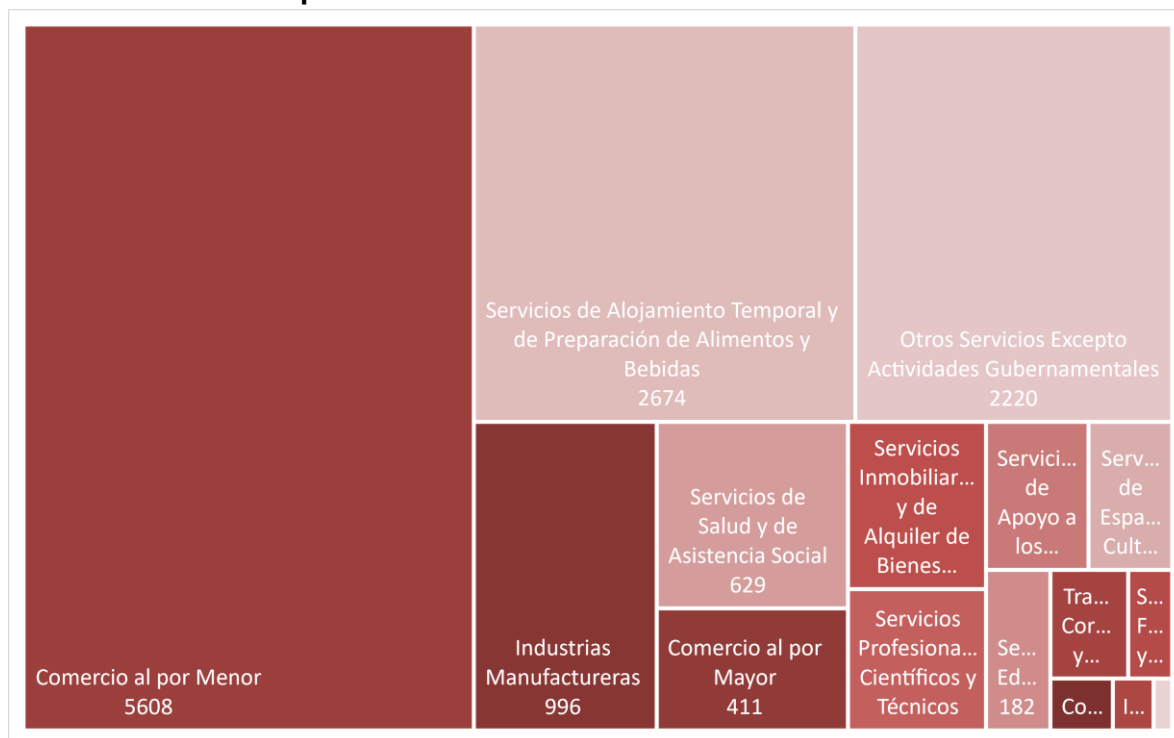 Comercio al por Menor
5608
Servicios de Alojamiento Temporal y
de Preparación de Alimentos y
Bebidas
2674
Otros Servicios Excepto
Actividades Gubernamentales
2220
Industrias
Manufactureras
996
Servicios de
Salud y de
Asistencia Social
629
Comercio al por
Mayor
411
Servicios
Inmobiliar...
y de
Alquiler de
Bienes...
Servicios
Profesiona...
Científicos y
Técnicos
Servici...
de
Apoyo a
los...
Serv...
de
Espa...
Cult...
Se...
Ed...
182
Tra...
Cor...
y...
S...
F...
y...
Co...
I...